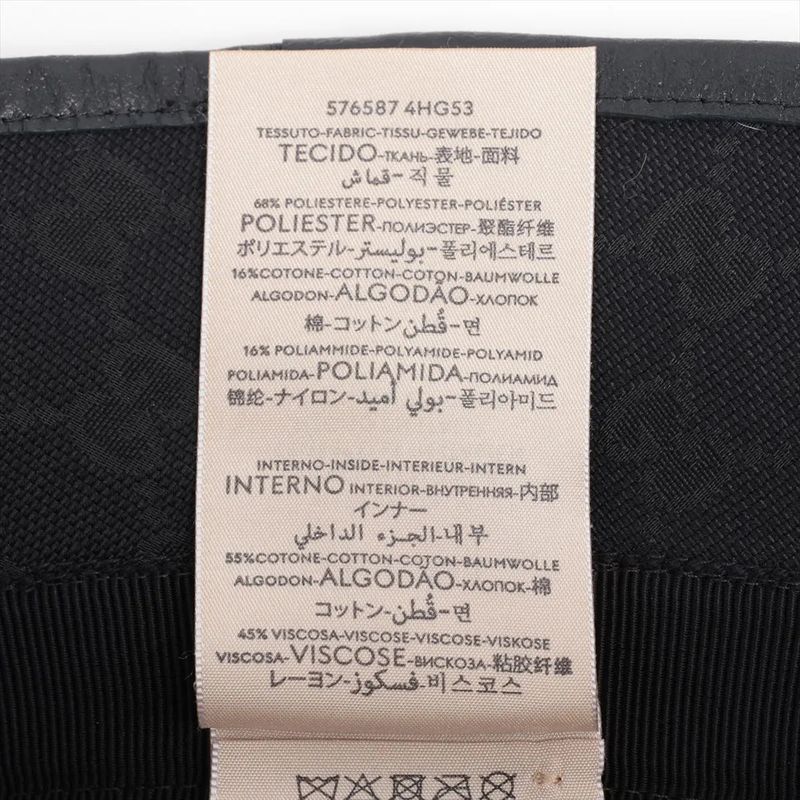 576587 4HG53
TESSUTO-FABRIC-TISSU-GEWEBE-TEJIDO
TECIDO-ТКАНЬ-表地-面料
قماش-직물
68% POLIESTERE-POLYESTER-POLIÉSTER
POLIESTER-ПОЛИЭСТЕР-聚酯纤维
ポリエステル-بوليستر-폴리에스테르
16%COTONE-COTTON-COTON-BAUMWOLLE
ALGODON-ALGODÃO-ХЛОПОК
棉-コットン-قُطن-면
16% POLIAMMIDE-POLYAMIDE-POLYAMID
POLIAMIDA-POLIAMIDA-ПОЛИАМИД
锦纶-ナイロン-بولي أميد-폴리아미드
INTERNO-INSIDE-INTERIEUR-INTERN
INTERNO INTERIOR-ВНУТРЕННЯЯ-内部
インナー
الجزء الداخلي-내부
55%COTONE-COTTON-COTON-BAUMWOLLE
ALGODON-ALGODÃO-ХЛОПОК-棉
コットン-قُطن-면
45% VISCOSA-VISCOSE-VISCOSE-VISKOSE
VISCOSA-VISCOSE-ВИСКОЗА-粘胶纤维
レーヨン-فسكوز-비스코스